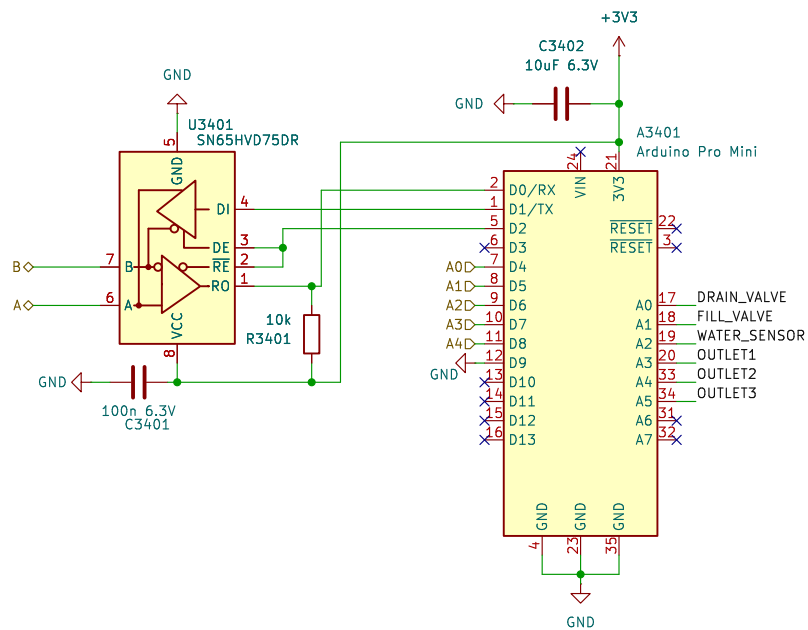 +3V3
C3402
10uF 6.3V
GND
GND
U3401
SN65HVD75DR
5
GND
DI 4
DE 3
RE 2
RO 1
7 B
6 A
VCC
8
B
A
10k
R3401
GND
100n 6.3V
C3401
A3401
Arduino Pro Mini
24
VIN
21
3V3
2 D0/RX
1 D1/TX
5 D2
6 D3
A0 7 D4
A1 8 D5
A2 9 D6
A3 10 D7
A4 11 D8
GND 12 D9
13 D10
14 D11
15 D12
16 D13
RESET 22
RESET 3
A0 17 DRAIN_VALVE
A1 18 FILL_VALVE
A2 19 WATER_SENSOR
A3 20 OUTLET1
A4 33 OUTLET2
A5 34 OUTLET3
A6 31
A7 32
GND GND GND
4 23 35
GND